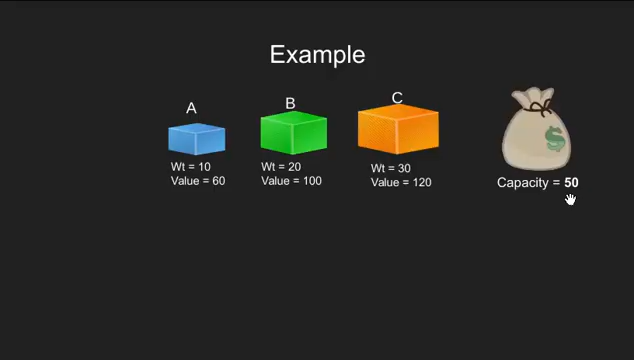 Example
A
B
C
Wt = 10
Value = 60
Wt = 20
Value = 100
Wt = 30
Value = 120
$
Capacity = 50